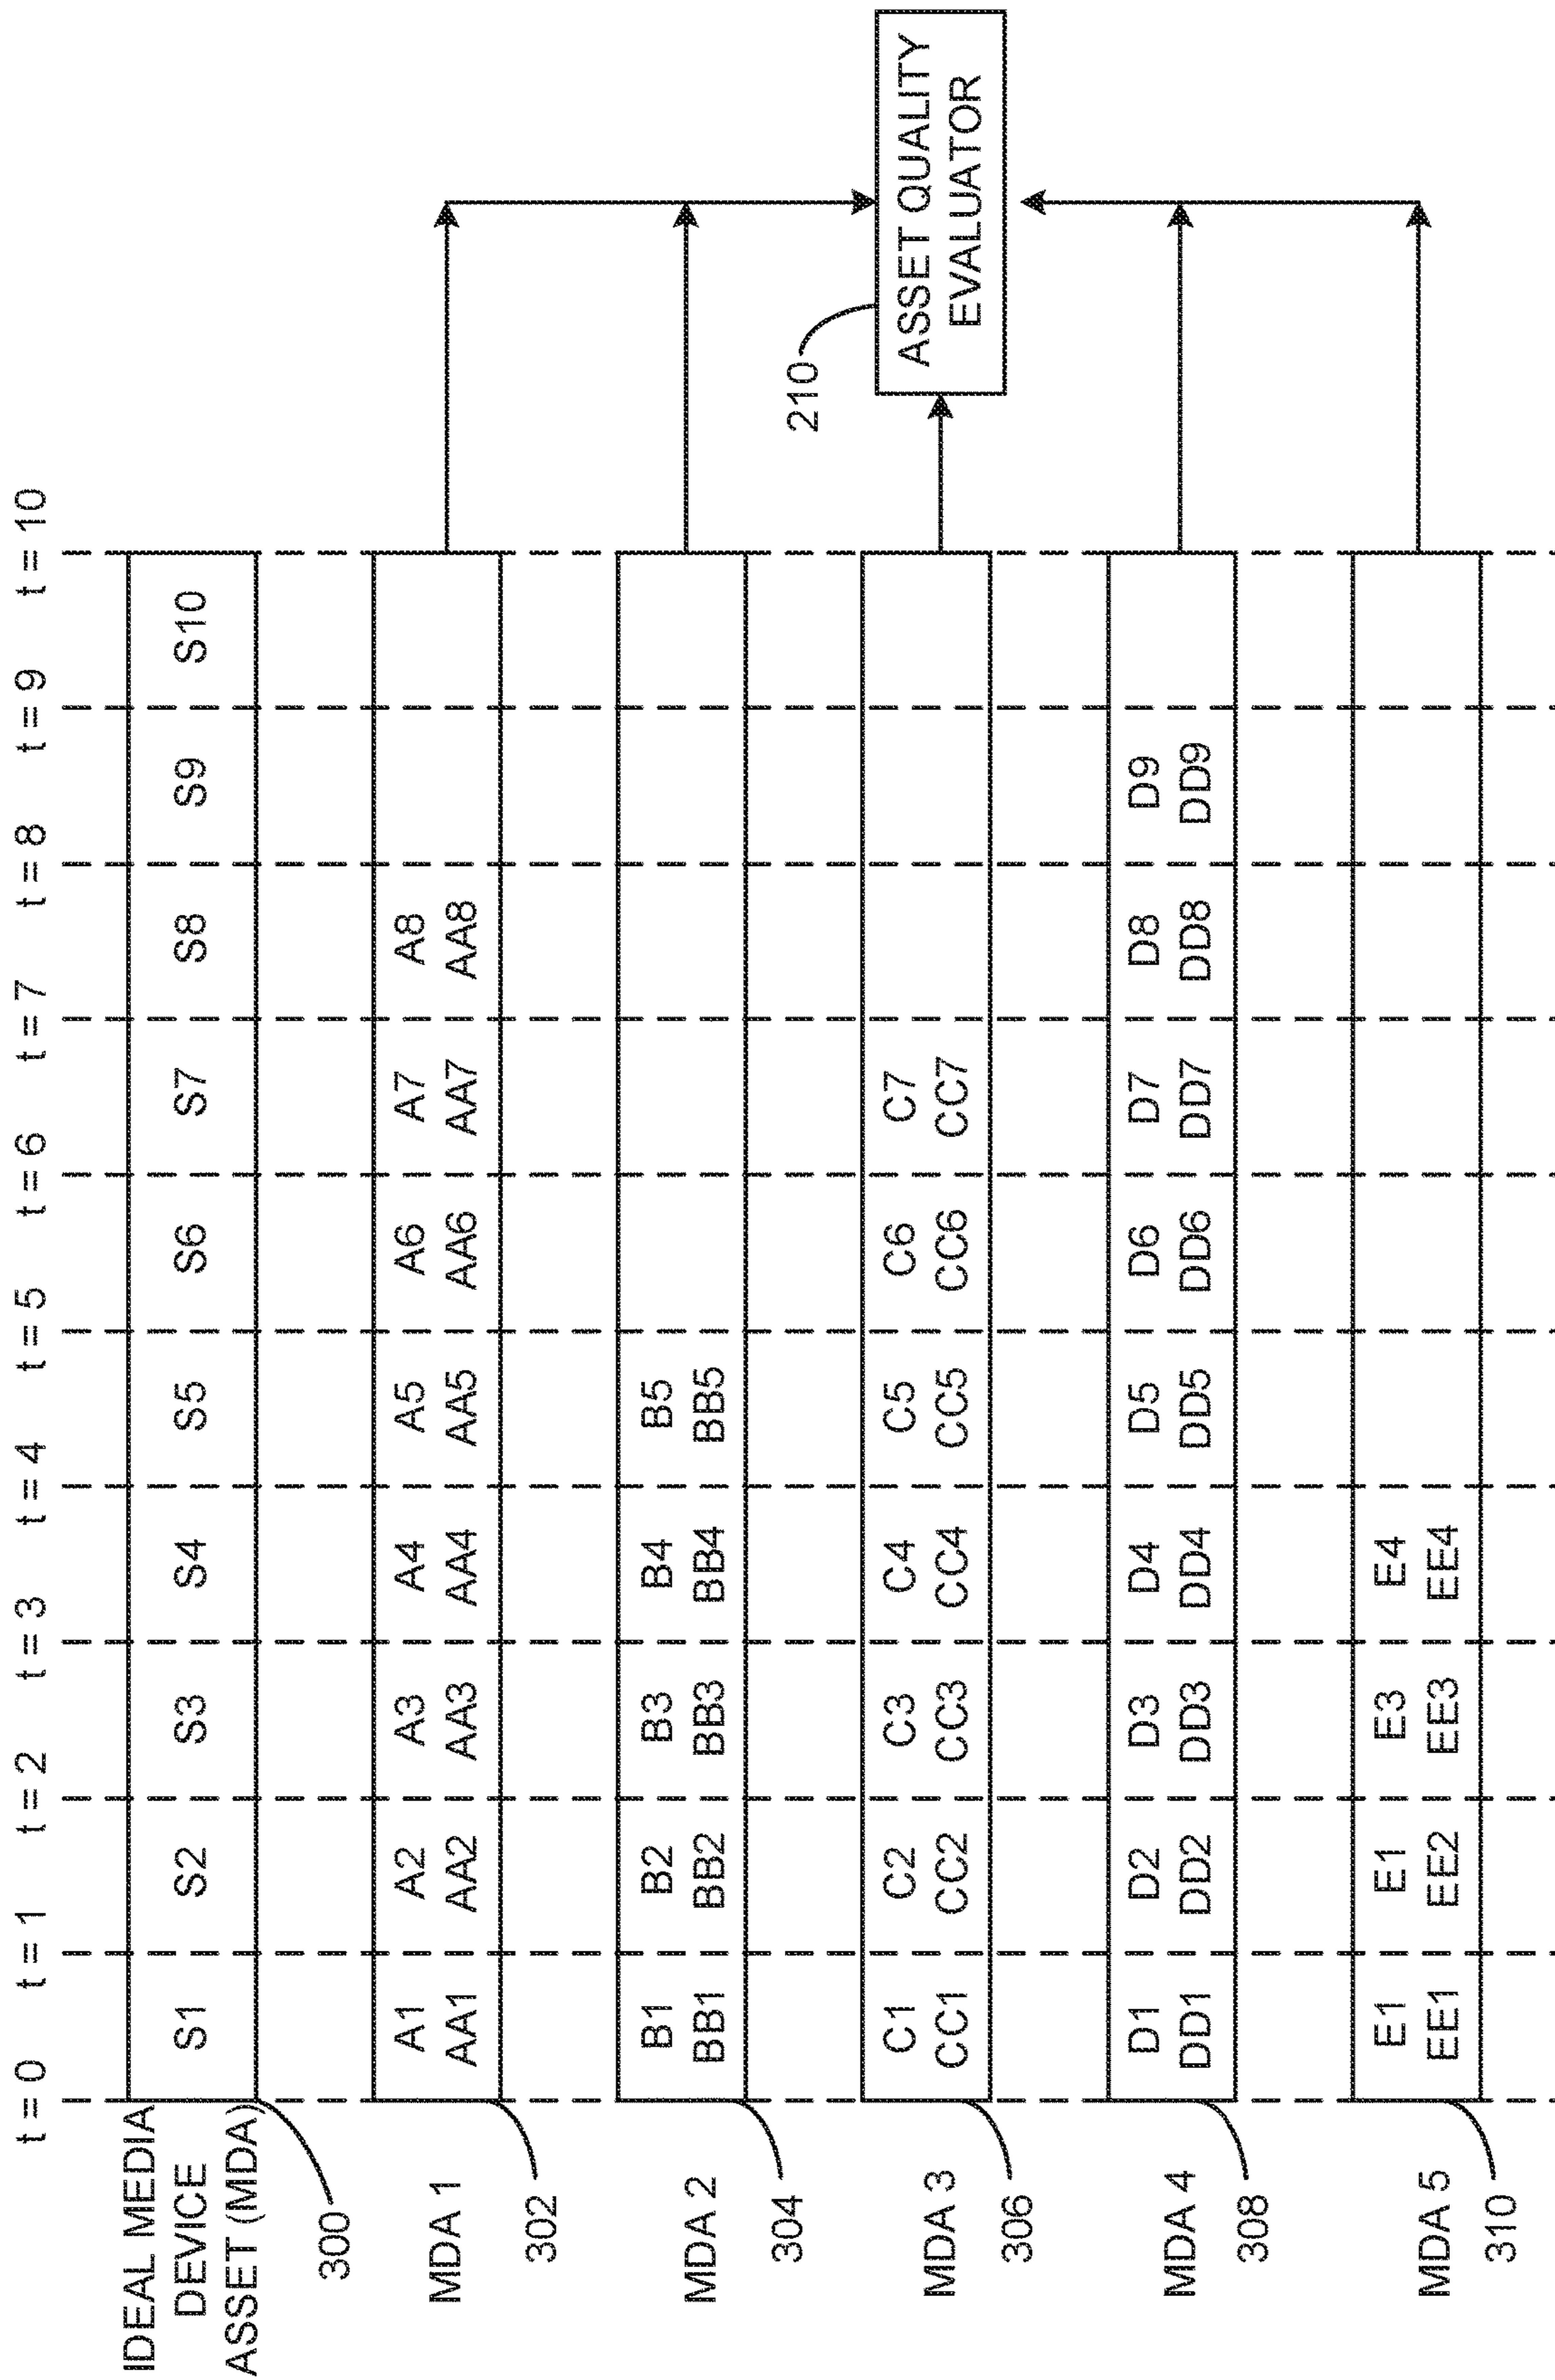 t = 0 t = 1 t = 2 t = 3 t = 4 t = 5 t = 6 t = 7 t = 8 t = 9 t = 10
IDEAL MEDIA
DEVICE
ASSET (MDA)
300
S1 S2 S3 S4 S5 S6 S7 S8 S9 S10
MDA 1
302
A1 A2 A3 A4 A5 A6 A7 A8
AA1 AA2 AA3 AA4 AA5 AA6 AA7 AA8
MDA 2
304
B1 B2 B3 B4 B5
BB1 BB2 BB3 BB4 BB5
MDA 3
306
C1 C2 C3 C4 C5 C6 C7
CC1 CC2 CC3 CC4 CC5 CC6 CC7
MDA 4
308
D1 D2 D3 D4 D5 D6 D7 D8 D9
DD1 DD2 DD3 DD4 DD5 DD6 DD7 DD8 DD9
MDA 5
310
E1 E1 E3 E4
EE1 EE2 EE3 EE4
210
ASSET QUALITY
EVALUATOR